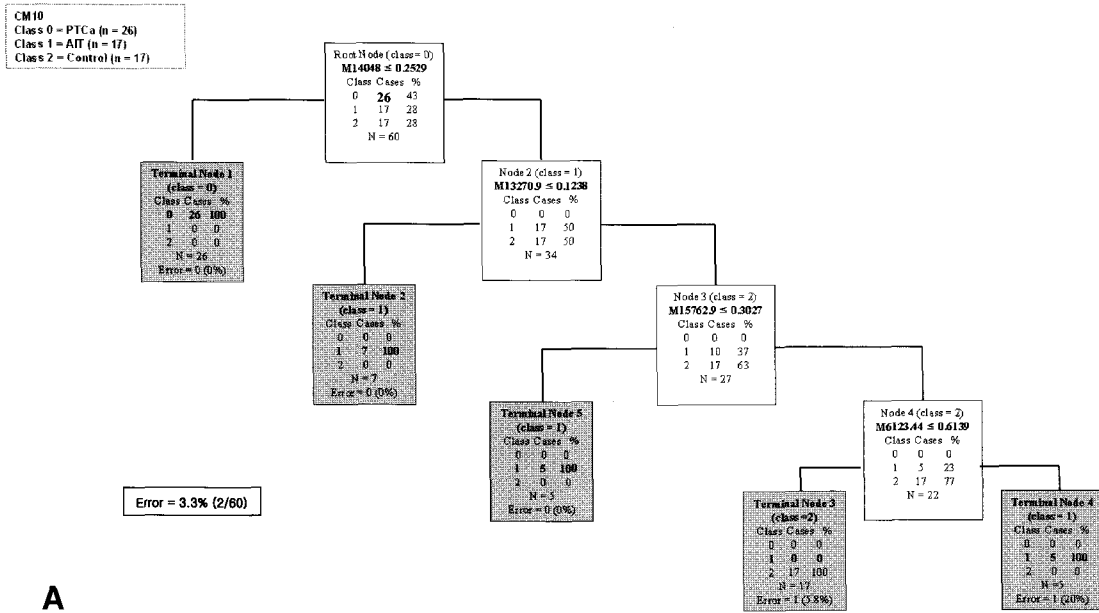 CM10
Class 0 = PTCa (n = 26)
Class 1 = AIT (n = 17)
Class 2 = Control (n = 17)
Root Node (class= 0)
M14048 ≤ 0.2529
Class Cases %
0 26 43
1 17 28
2 17 28
N = 60
Terminal Node 1
(class = 0)
Class Cases %
0 26 100
1 0 0
2 0 0
N = 26
Error = 0 (0%)
Node 2 (class = 1)
M13270.9 ≤ 0.1238
Class Cases %
0 0 0
1 17 50
2 17 50
N = 34
Terminal Node 2
(class = 1)
Class Cases %
0 0 0
1 7 100
2 0 0
N = 7
Error = 0 (0%)
Node 3 (class = 2)
M15762.9 ≤ 0.3027
Class Cases %
0 0 0
1 10 37
2 17 63
N = 27
Terminal Node 5
(class = 1)
Class Cases %
0 0 0
1 5 100
2 0 0
N = 5
Error = 0 (0%)
Node 4 (class = 2)
M6123.44 ≤ 0.6139
Class Cases %
0 0 0
1 5 23
2 17 77
N = 22
Terminal Node 3
(class =2)
Class Cases %
0 0 0
1 0 0
2 17 100
N = 17
Error = 1 (5.8%)
Terminal Node 4
(class = 1)
Class Cases %
0 0 0
1 5 100
2 0 0
N =5
Error = 1 (20%)
Error = 3.3% (2/60)
A